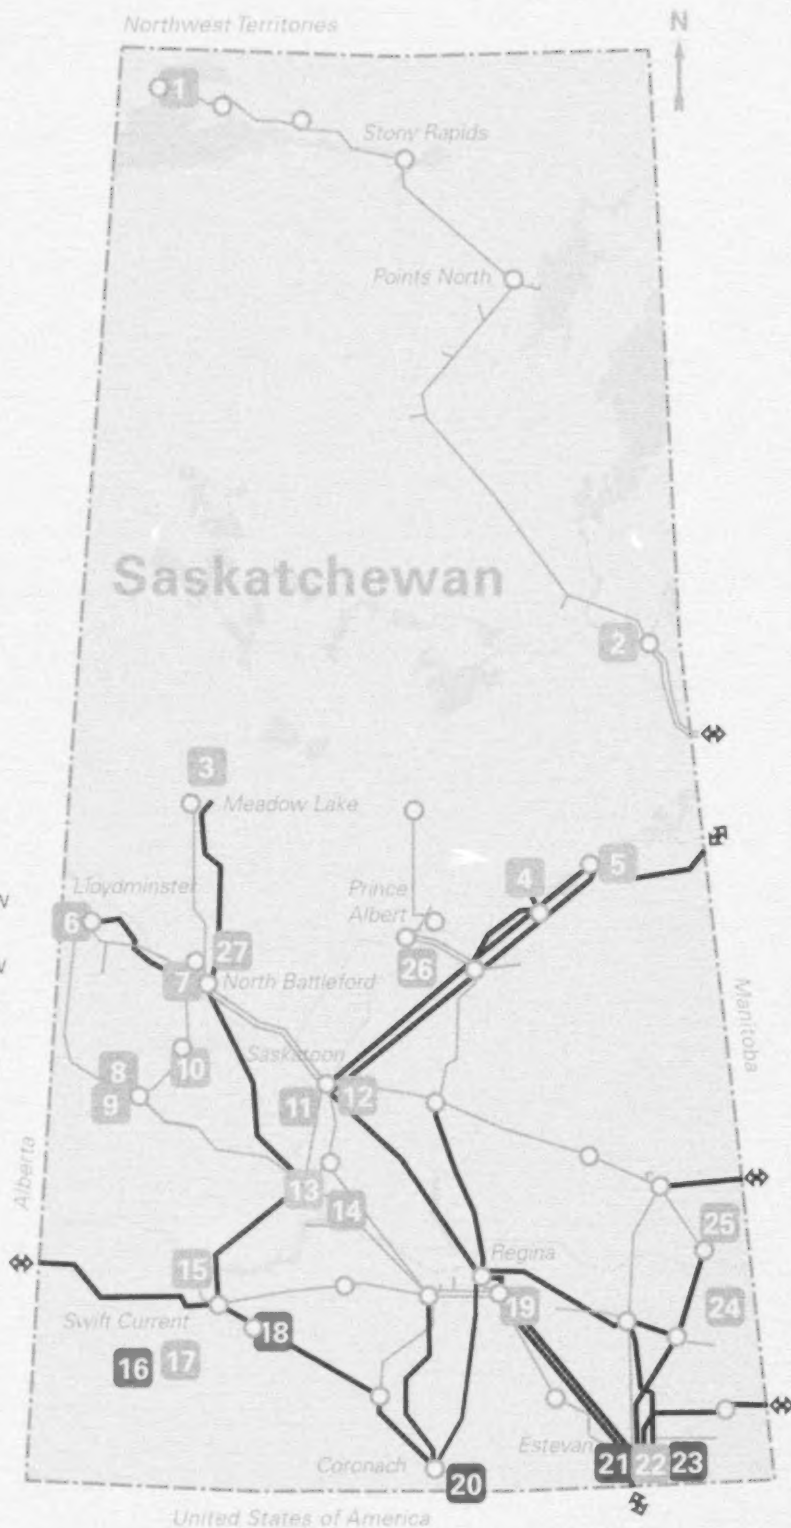 Northwest Territories
N
1
Stony Rapids
Points North
Saskatchewan
2
3
Meadow Lake
5
4
Lloydminster
Prince
Albert
6
27
26
7
North Battleford
Manitoba
Saskatoon
8
10
9
11
12
Alberta
13
14
25
Regina
15
19
24
Swift Current
18
16
17
Estevan
Coronach
20
21
22
23
United States of America